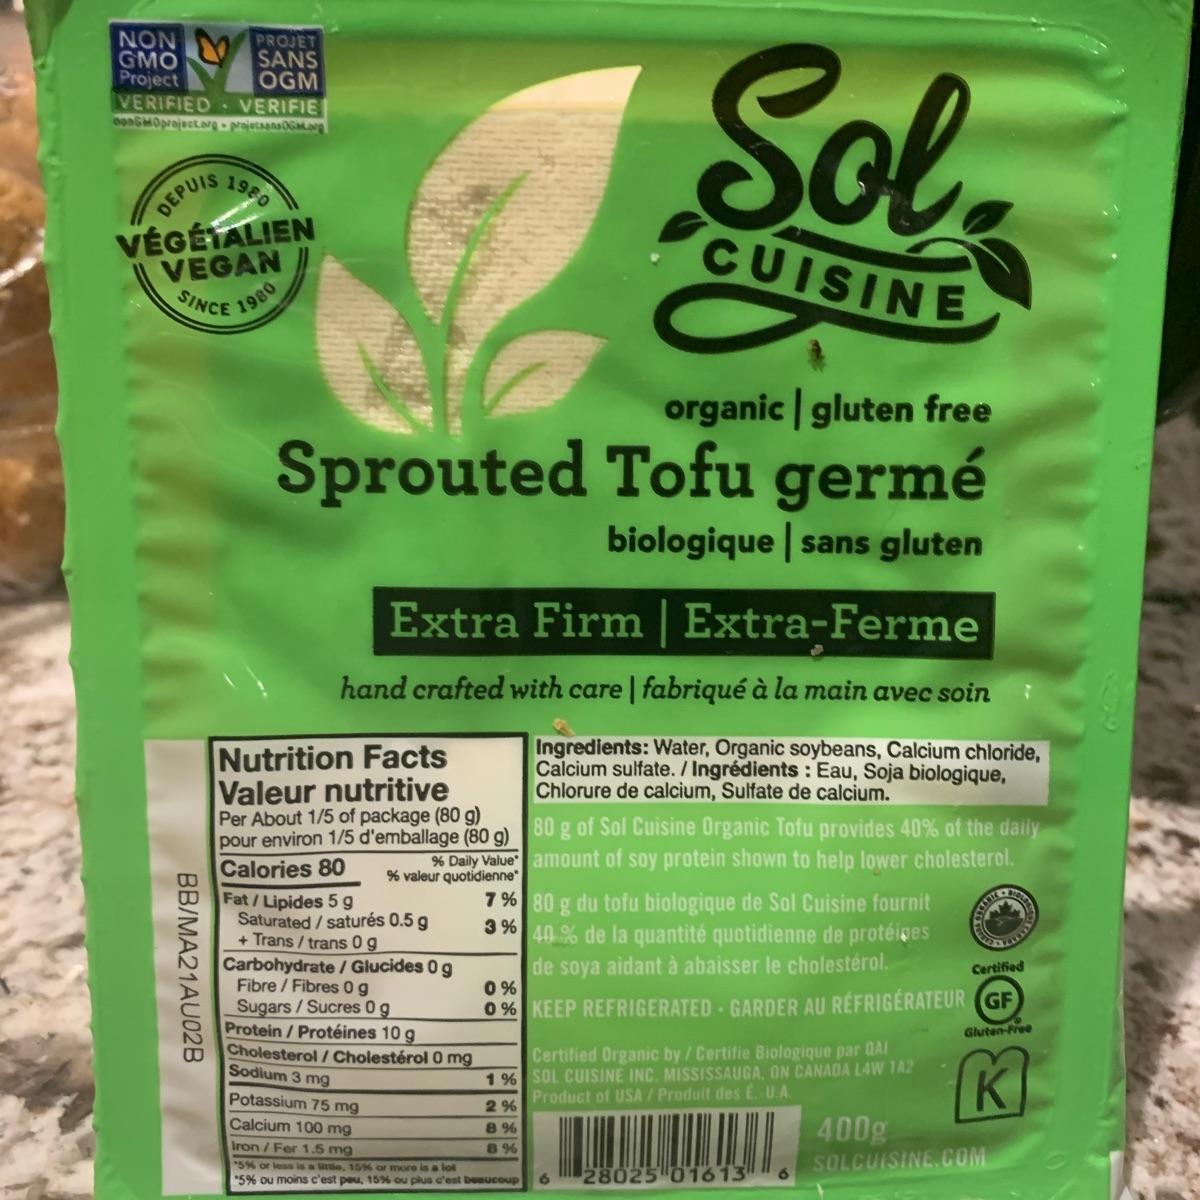 NON
GMO
Project
PROJET
SANS
OGM
VERIFIED · VERIFIÉ
nonGMOproject.org - projetsansOGM.org
DEPUIS 1980
VÉGÉTALIEN
VEGAN
SINCE 1980
Sol
CUISINE
organic | gluten free
Sprouted Tofu germé
biologique | sans gluten
Extra Firm | Extra-Ferme
hand crafted with care | fabriqué à la main avec soin
Nutrition Facts
Valeur nutritive
Per About 1/5 of package (80 g)
pour environ 1/5 d'emballage (80 g)
Calories 80
% Daily Value*
% valeur quotidienne*
Fat / Lipides 5 g 7 %
Saturated / saturés 0.5 g
+ Trans / trans 0 g 3 %
Carbohydrate / Glucides 0 g
Fibre / Fibres 0 g 0 %
Sugars / Sucres 0 g 0 %
Protein / Protéines 10 g
Cholesterol / Cholestérol 0 mg
Sodium 3 mg 1 %
Potassium 75 mg 2 %
Calcium 100 mg 8 %
Iron / Fer 1.5 mg 8 %
*5% or less is a little, 15% or more is a lot
*5% ou moins c'est peu, 15% ou plus c'est beaucoup
BB/MA21AU02B
Ingredients: Water, Organic soybeans, Calcium chloride,
Calcium sulfate. / Ingrédients : Eau, Soja biologique,
Chlorure de calcium, Sulfate de calcium.
80 g of Sol Cuisine Organic Tofu provides 40% of the daily
amount of soy protein shown to help lower cholesterol.
80 g du tofu biologique de Sol Cuisine fournit
40 % de la quantité quotidienne de protéines
de soya aidant à abaisser le cholestérol.
KEEP REFRIGERATED · GARDER AU RÉFRIGÉRATEUR
Certified Organic by / Certifié Biologique par QAI
SOL CUISINE INC. MISSISSAUGA, ON CANADA L4W 1A2
Product of USA / Produit des É.-U.A.
Certified
GF
Gluten-Free
K
6 28025 01613 6
400g
SOLCUISINE.COM